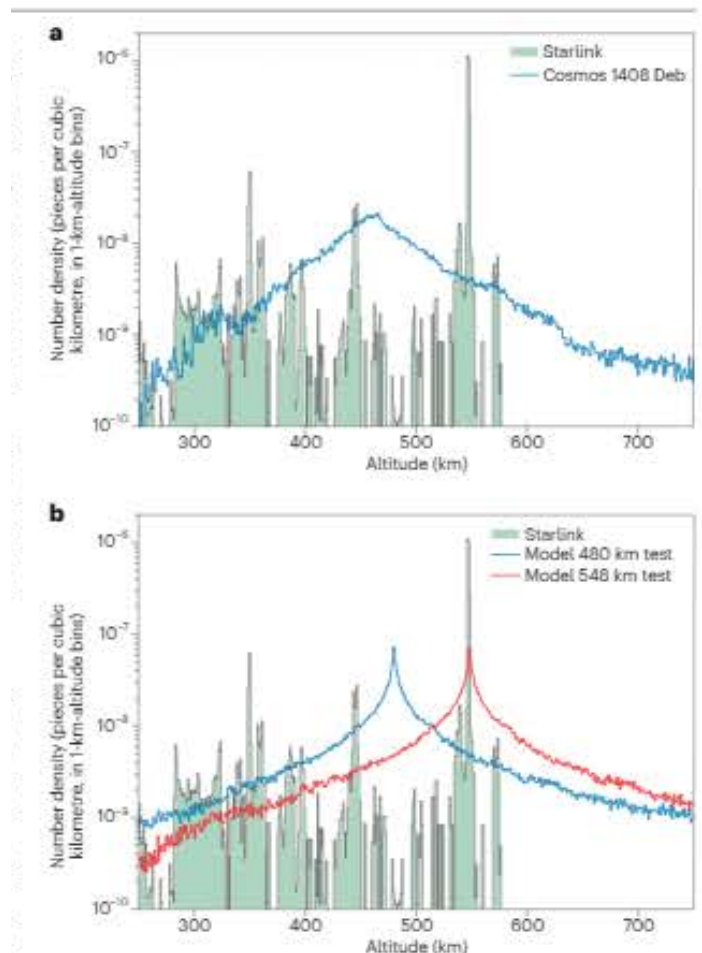 a
Starlink
Cosmos 1408 Deb
Number density (pieces per cubic
kilometre, in 1-km-altitude bins)
10⁻⁶
10⁻⁷
10⁻⁸
10⁻⁹
10⁻¹⁰
300 400 500 600 700
Altitude (km)
b
Starlink
Model 480 km test
Model 548 km test
Number density (pieces per cubic
kilometre, in 1-km-altitude bins)
10⁻⁶
10⁻⁷
10⁻⁸
10⁻⁹
10⁻¹⁰
300 400 500 600 700
Altitude (km)